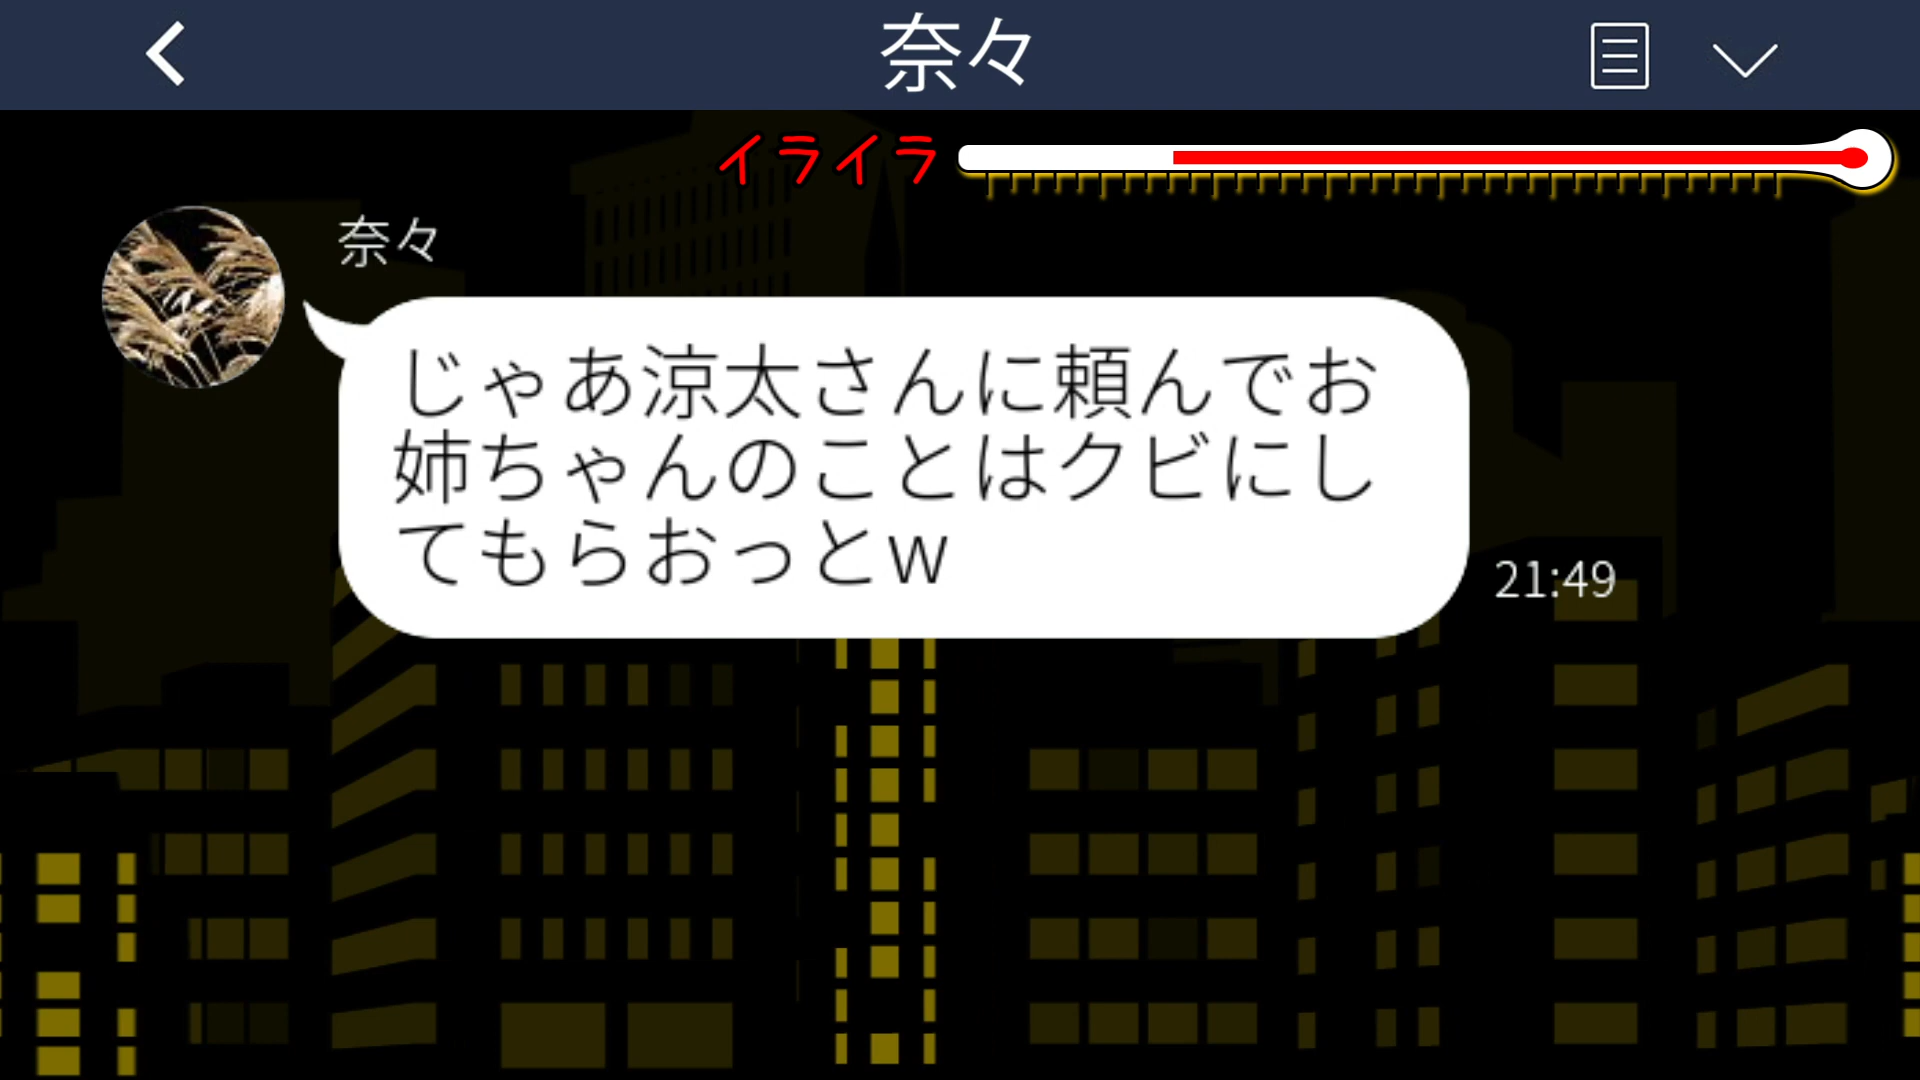 奈々
イライラ
奈々
じゃあ涼太さんに頼んでお
姉ちゃんのことはクビにし
てもらおっとw
21:49